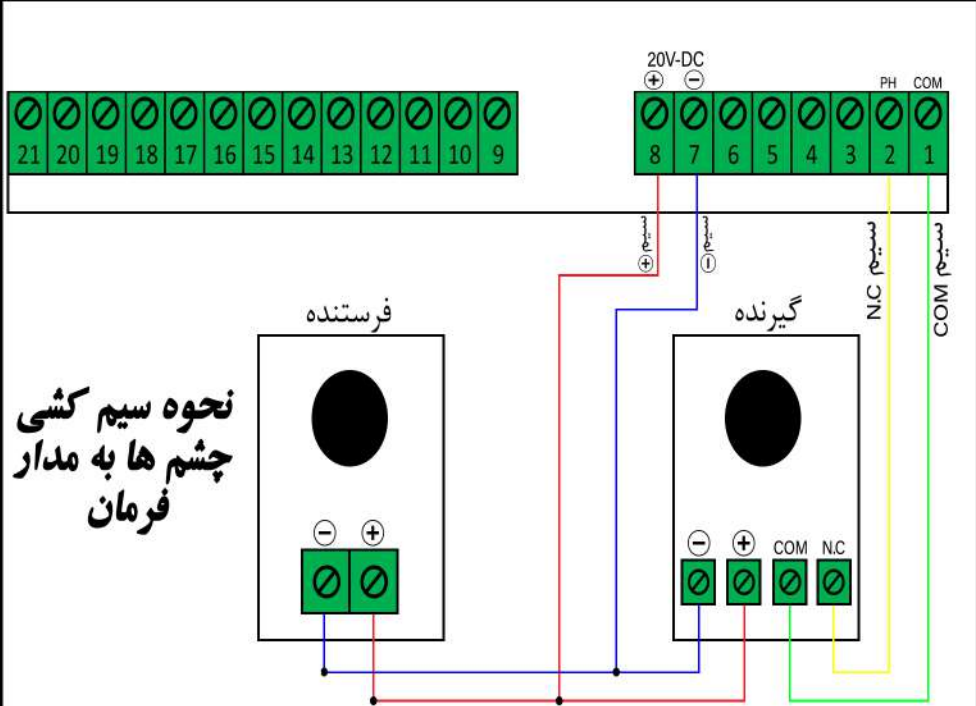 20V-DC
⊕ ⊖ PH COM
21 20 19 18 17 16 15 14 13 12 11 10 9
8 7 6 5 4 3 2 1
سیم ⊕
سیم ⊖
سیم N.C
سیم COM
فرستنده
گیرنده
نحوه سیم کشی
چشم ها به مدار
فرمان
⊖ ⊕
⊖ ⊕ COM N.C